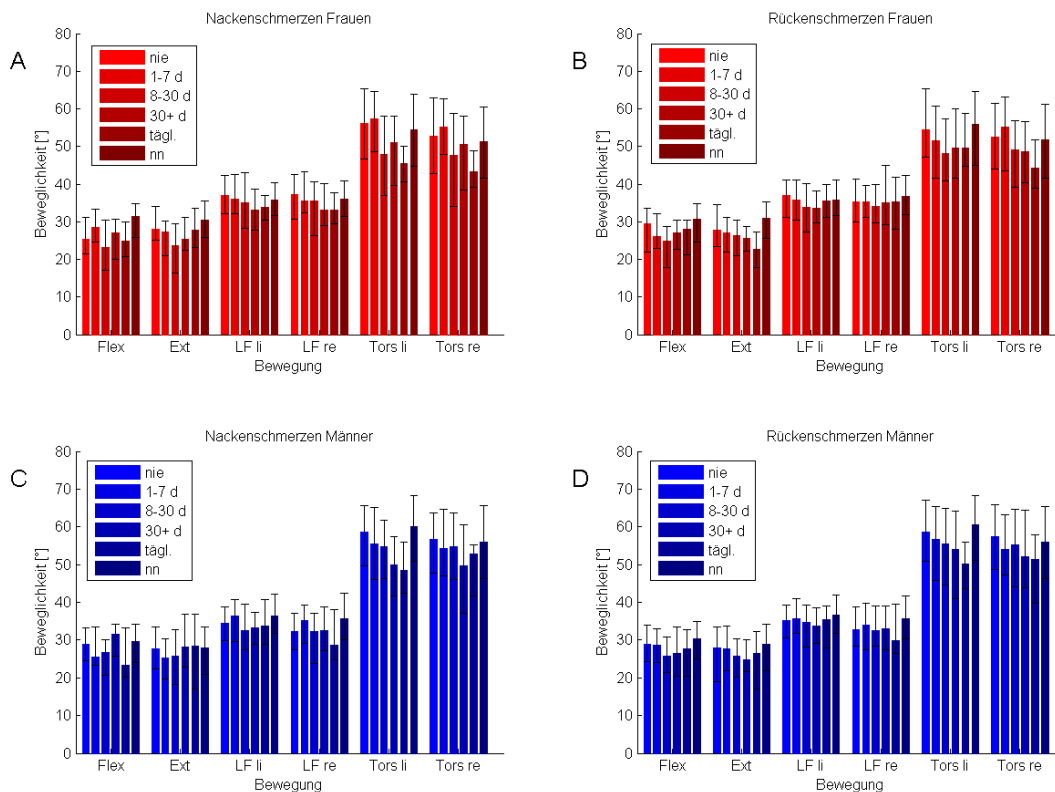 Nackenschmerzen Frauen
A
80
70
60
50
40
30
20
10
0
Beweglichkeit [°]
nie
1-7 d
8-30 d
30+ d
tägl.
nn
Flex Ext LF li LF re Tors li Tors re
Bewegung
Rückenschmerzen Frauen
B
80
70
60
50
40
30
20
10
0
Beweglichkeit [°]
nie
1-7 d
8-30 d
30+ d
tägl.
nn
Flex Ext LF li LF re Tors li Tors re
Bewegung
Nackenschmerzen Männer
C
80
70
60
50
40
30
20
10
0
Beweglichkeit [°]
nie
1-7 d
8-30 d
30+ d
tägl.
nn
Flex Ext LF li LF re Tors li Tors re
Bewegung
Rückenschmerzen Männer
D
80
70
60
50
40
30
20
10
0
Beweglichkeit [°]
nie
1-7 d
8-30 d
30+ d
tägl.
nn
Flex Ext LF li LF re Tors li Tors re
Bewegung